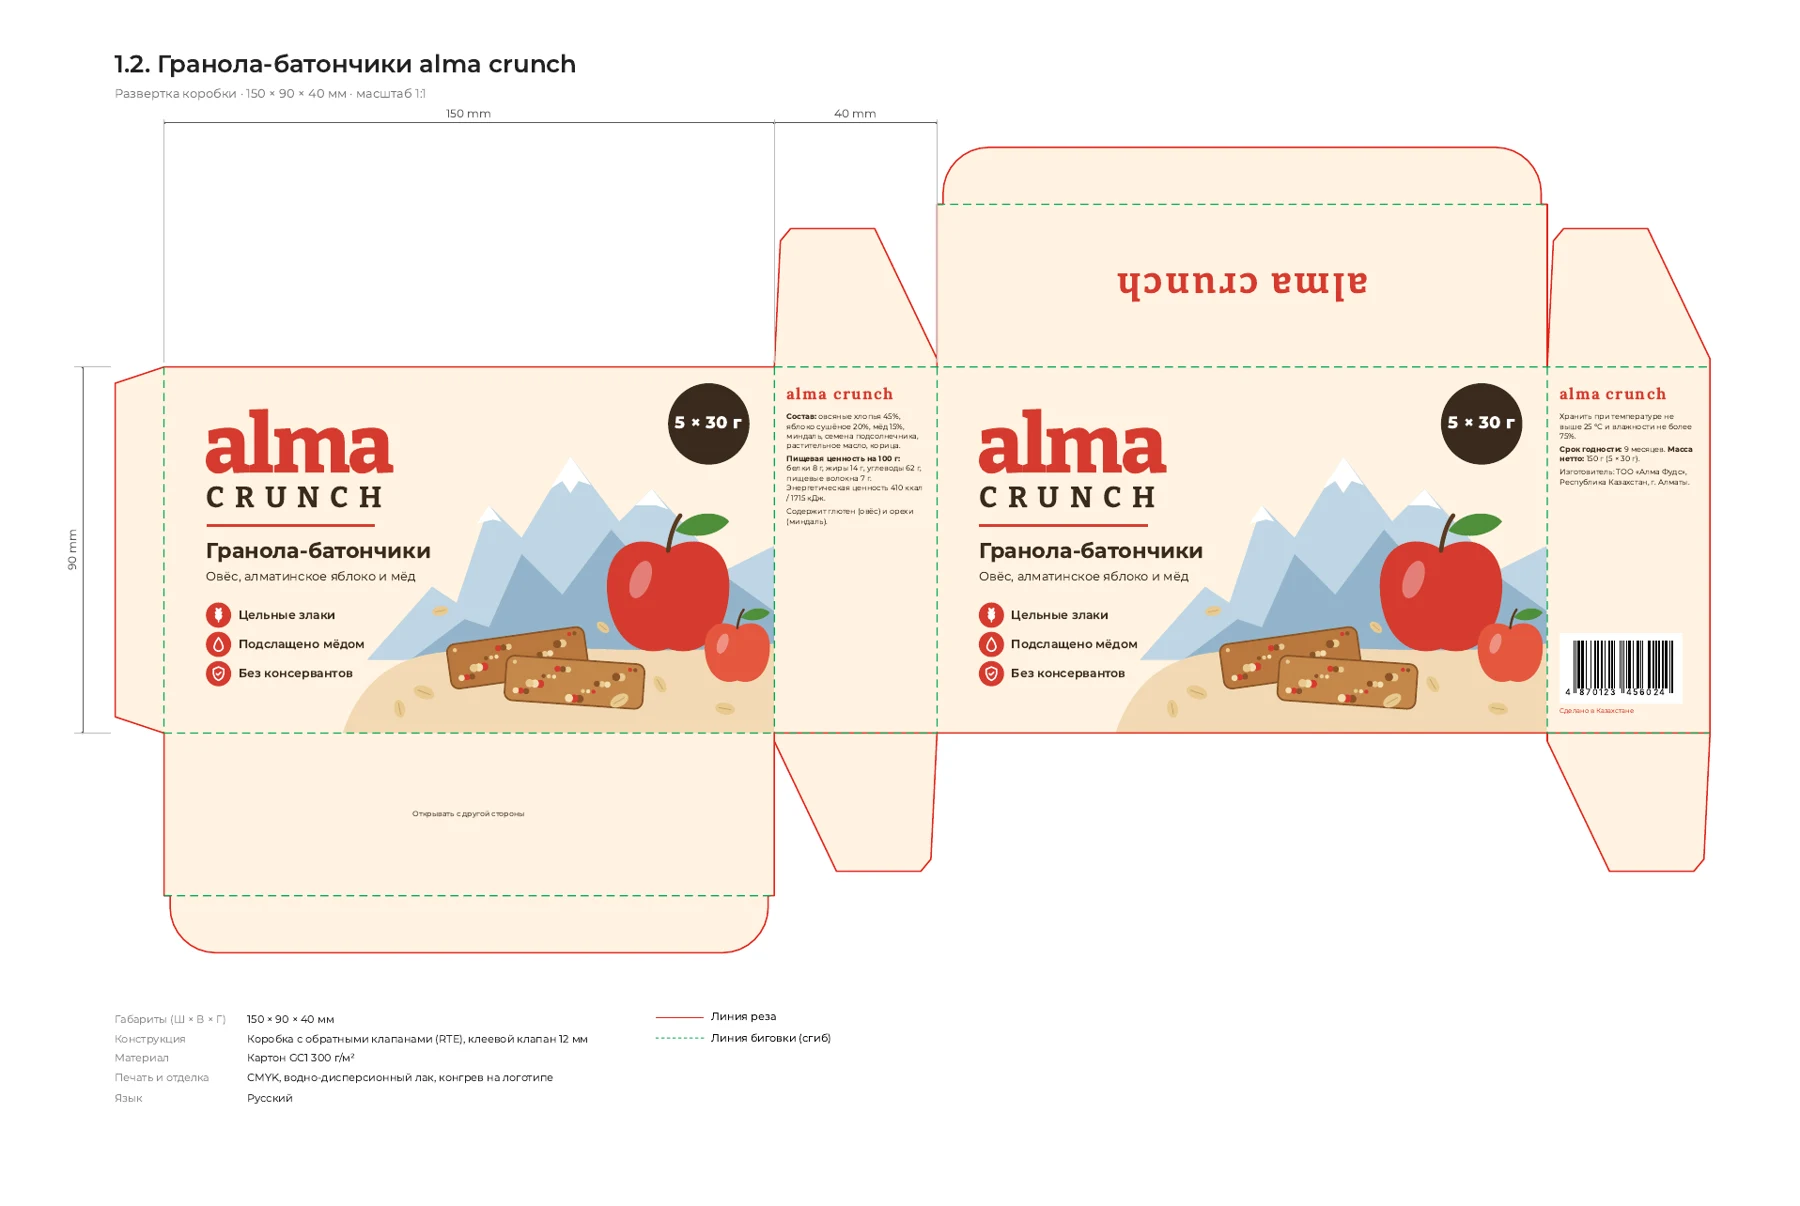 1.2. Гранола-батончики alma crunch
Развертка коробки · 150 × 90 × 40 мм · масштаб 1:1
150 mm
40 mm
90 mm
alma crunch
alma
CRUNCH
Гранола-батончики
Овёс, алматинское яблоко и мёд
Цельные злаки
Подслащено мёдом
Без консервантов
5 × 30 г
alma crunch
Состав: овсяные хлопья 45%,
яблоко сушёное 20%, мёд 15%,
миндаль, семена подсолнечника,
растительное масло, корица.
Пищевая ценность на 100 г:
белки 8 г, жиры 14 г, углеводы 62 г,
пищевые волокна 7 г.
Энергетическая ценность 410 ккал
/ 1715 кДж.
Содержит глютен (овёс) и орехи
(миндаль).
alma
CRUNCH
Гранола-батончики
Овёс, алматинское яблоко и мёд
Цельные злаки
Подслащено мёдом
Без консервантов
5 × 30 г
alma crunch
Хранить при температуре не
выше 25 °C и влажности не более
75%.
Срок годности: 9 месяцев. Масса
нетто: 150 г (5 × 30 г).
Изготовитель: ТОО «Алма Фудс»,
Республика Казахстан, г. Алматы.
4 870123 456024
Сделано в Казахстане
Открывать с другой стороны
Габариты (Ш × В × Г) 150 × 90 × 40 мм
Конструкция Коробка с обратными клапанами (RTE), клеевой клапан 12 мм
Материал Картон GC1 300 г/м²
Печать и отделка CMYK, водно-дисперсионный лак, конгрев на логотипе
Язык Русский
Линия реза
Линия биговки (сгиб)